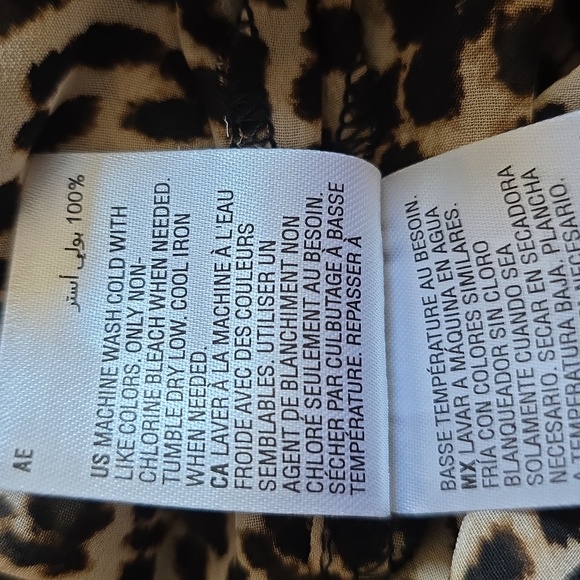 AE
100% بولي أستر
US MACHINE WASH COLD WITH
LIKE COLORS. ONLY NON-
CHLORINE BLEACH WHEN NEEDED.
TUMBLE DRY LOW. COOL IRON
WHEN NEEDED.
CA LAVER À LA MACHINE À L'EAU
FROIDE AVEC DES COULEURS
SEMBLABLES. UTILISER UN
AGENT DE BLANCHIMENT NON
CHLORÉ SEULEMENT AU BESOIN.
SÉCHER PAR CULBUTAGE À BASSE
TEMPÉRATURE. REPASSER À
BASSE TEMPÉRATURE AU BESOIN.
MX LAVAR A MÁQUINA EN AGUA
FRÍA CON COLORES SIMILARES.
BLANQUEADOR SIN CLORO
SOLAMENTE CUANDO SEA
NECESARIO. SECAR EN SECADORA
A TEMPERATURA BAJA. PLANCHA
NECESARIO.